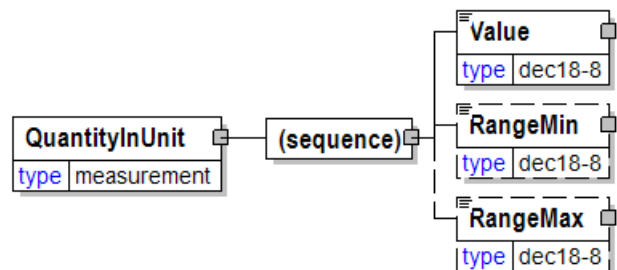 Value
type dec18-8
QuantityInUnit
type measurement
(sequence)
RangeMin
type dec18-8
RangeMax
type dec18-8